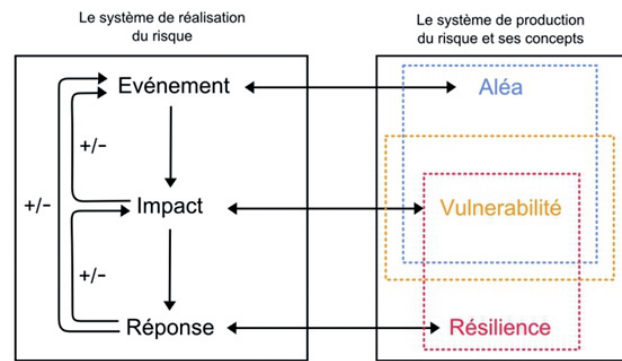 Le système de réalisation
du risque
Le système de production
du risque et ses concepts
Evénement
Aléa
+/-
+/-
Impact
Vulnerabilité
+/-
Réponse
Résilience